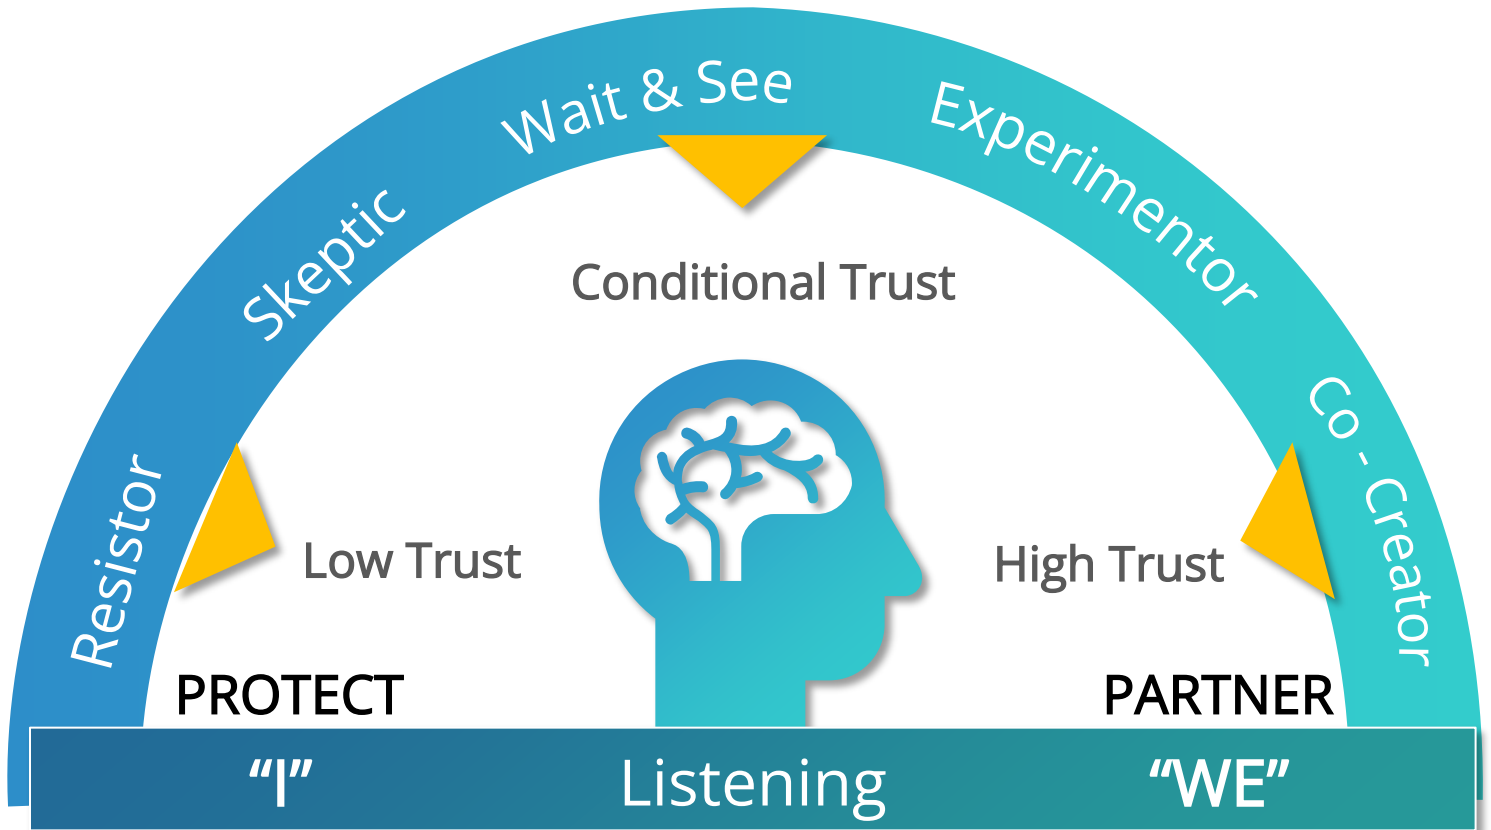 Resistor
Skeptic
Wait & See
Experimentor
Co - Creator
Conditional Trust
Low Trust
High Trust
PROTECT
PARTNER
“I”
Listening
“WE”